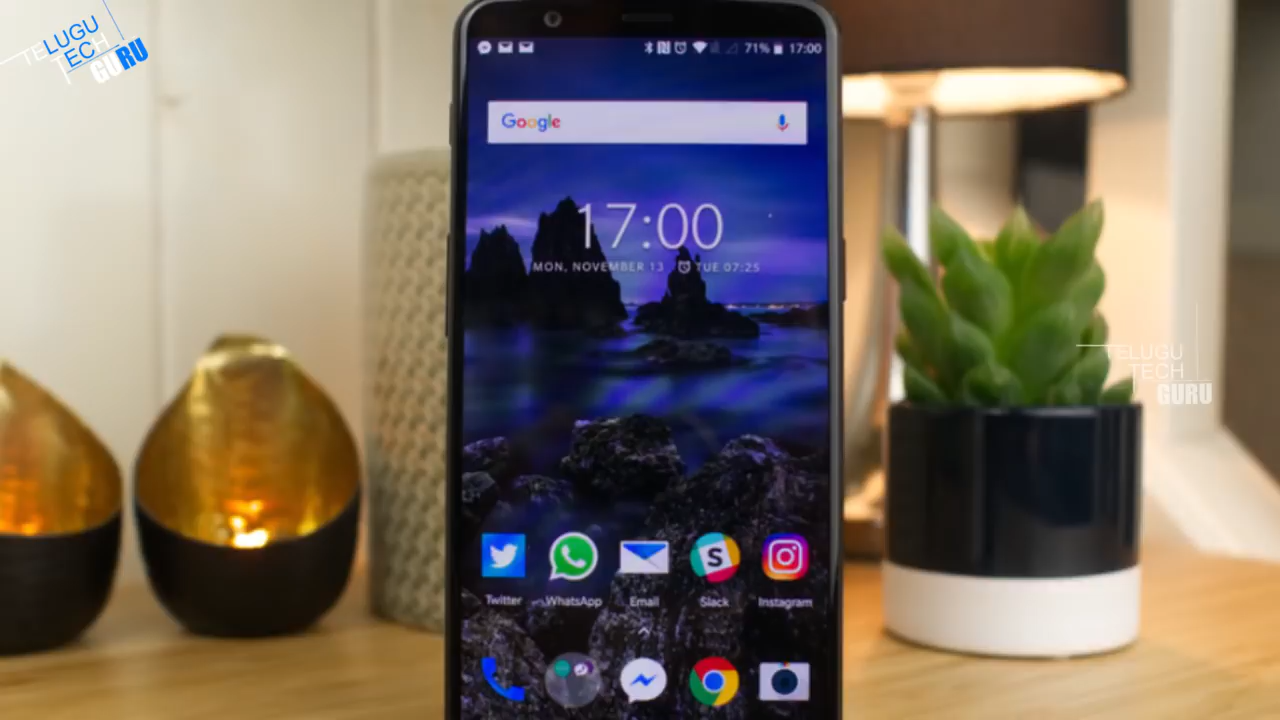 TELUGU
TECH
GURU
71% 17:00
Google
17:00
MON, NOVEMBER 13 TUE 07:25
TELUGU
TECH
GURU
S
Twitter WhatsApp Email Slack Instagram